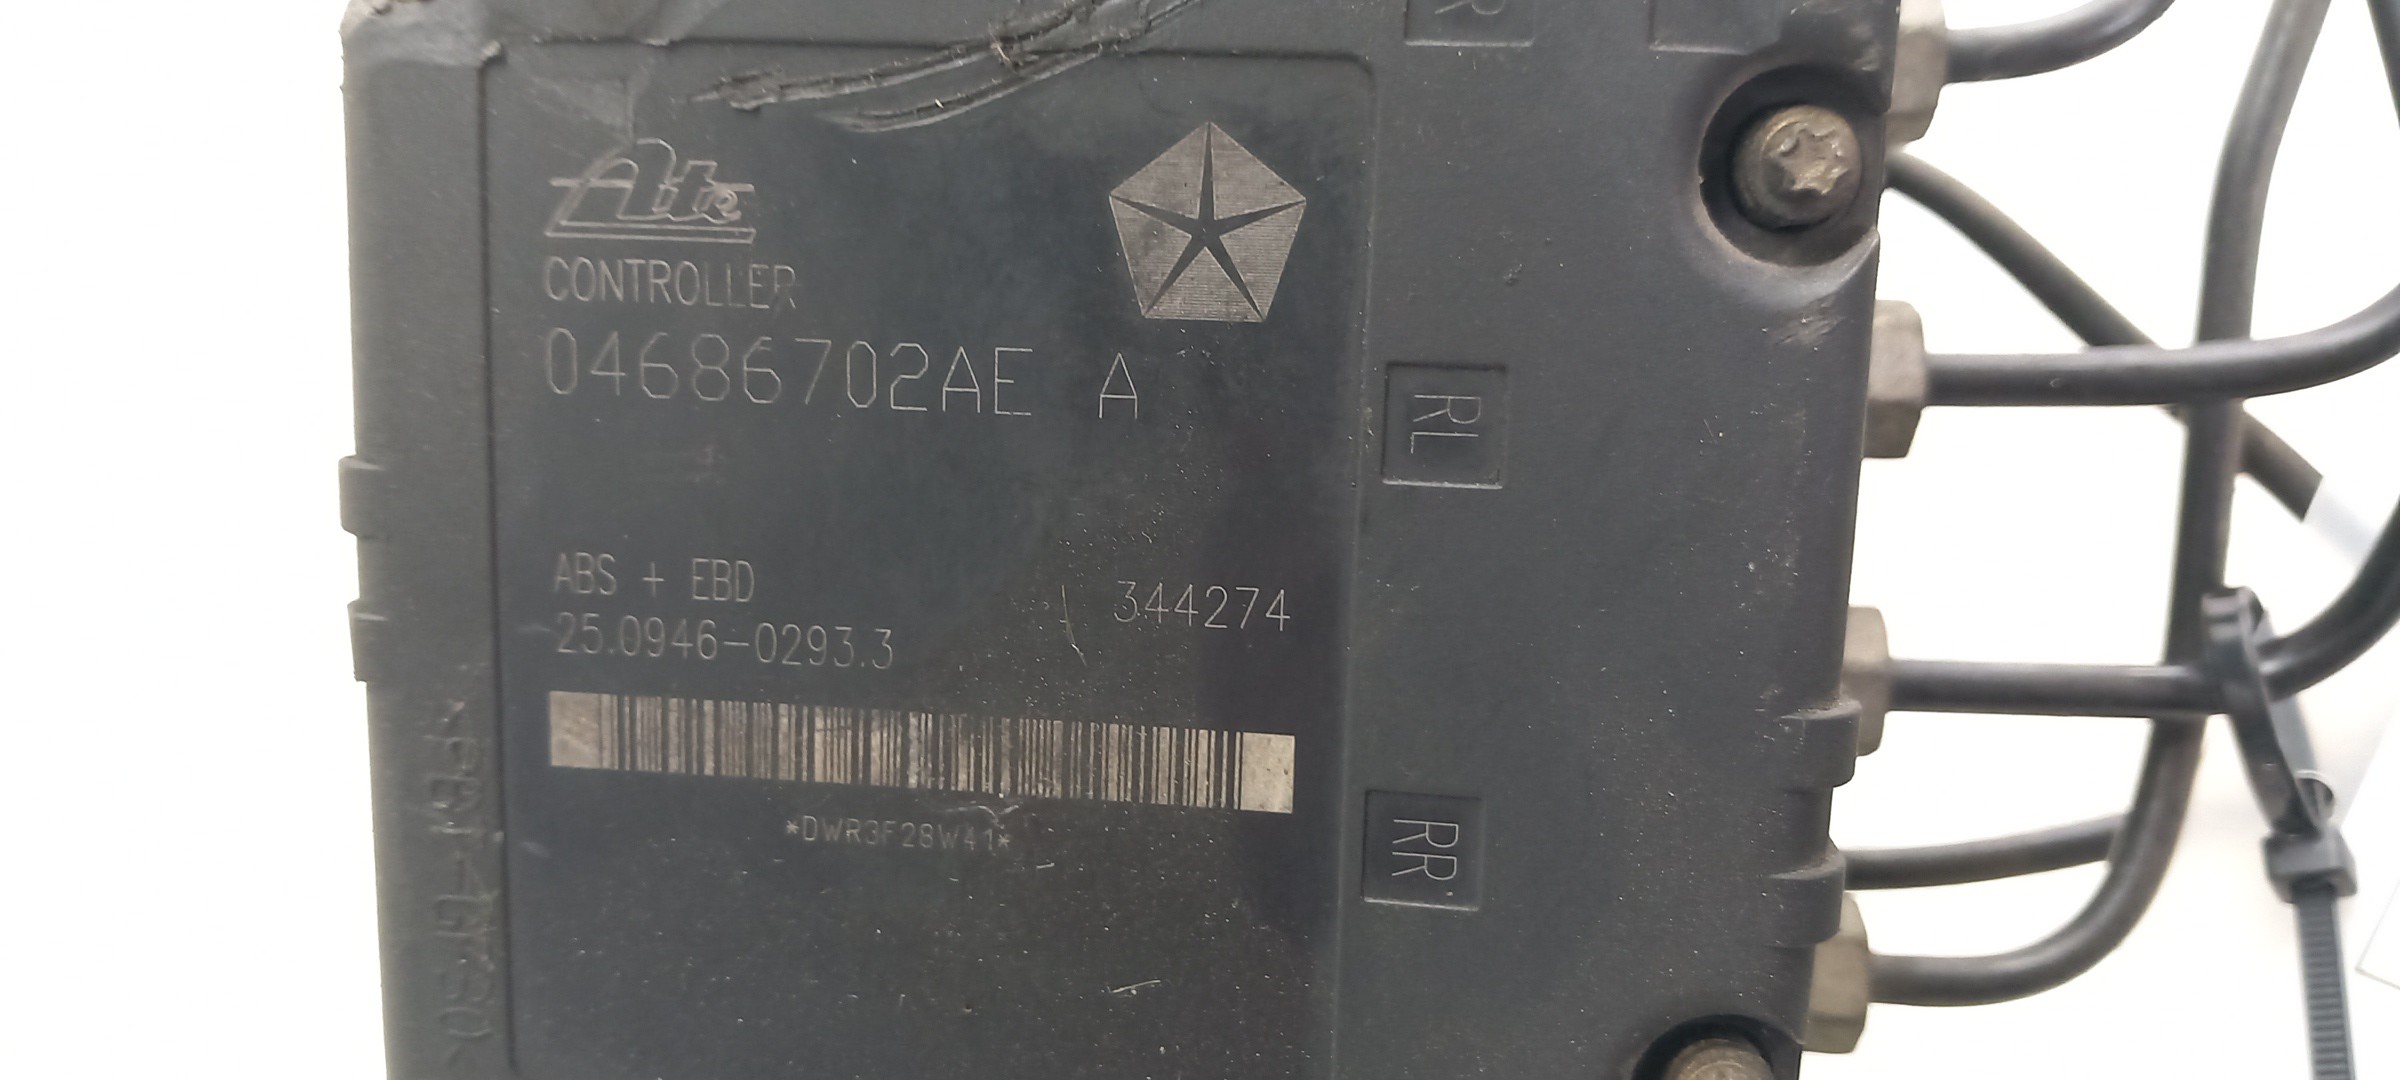 Ate
CONTROLLER
04686702AE A
ABS + EBD
344274
25.0946-0293.3
*DWR3F28W41*
RL
RR